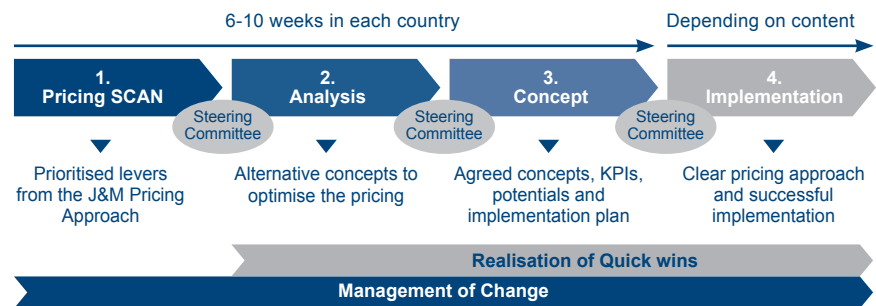 6-10 weeks in each country
Depending on content
1.
Pricing SCAN
2.
Analysis
3.
Concept
4.
Implementation
Steering
Committee
Steering
Committee
Steering
Committee
Prioritised levers
from the J&M Pricing
Approach
Alternative concepts to
optimise the pricing
Agreed concepts, KPIs,
potentials and
implementation plan
Clear pricing approach
and successful
implementation
Realisation of Quick wins
Management of Change